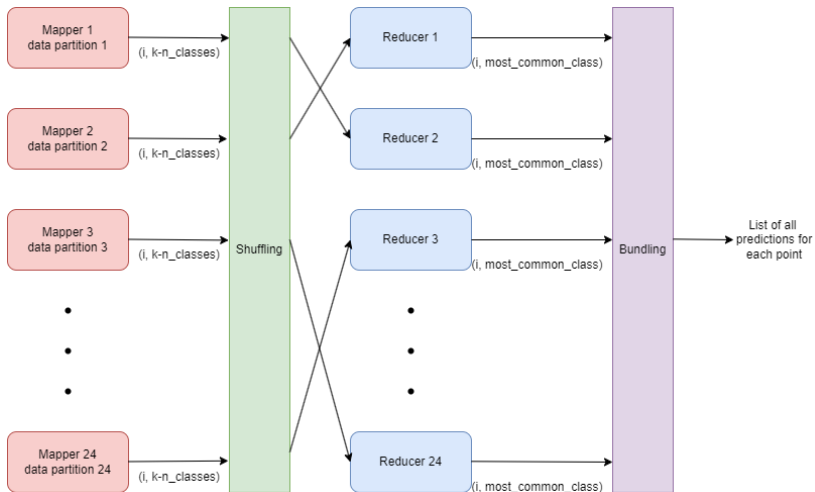 Mapper 1
data partition 1
(i, k-n_classes)
Reducer 1
(i, most_common_class)
Mapper 2
data partition 2
(i, k-n_classes)
Reducer 2
(i, most_common_class)
Mapper 3
data partition 3
(i, k-n_classes)
Shuffling
Reducer 3
(i, most_common_class)
Bundling
List of all
predictions for
each point
Mapper 24
data partition 24
(i, k-n_classes)
Reducer 24
(i, most_common_class)